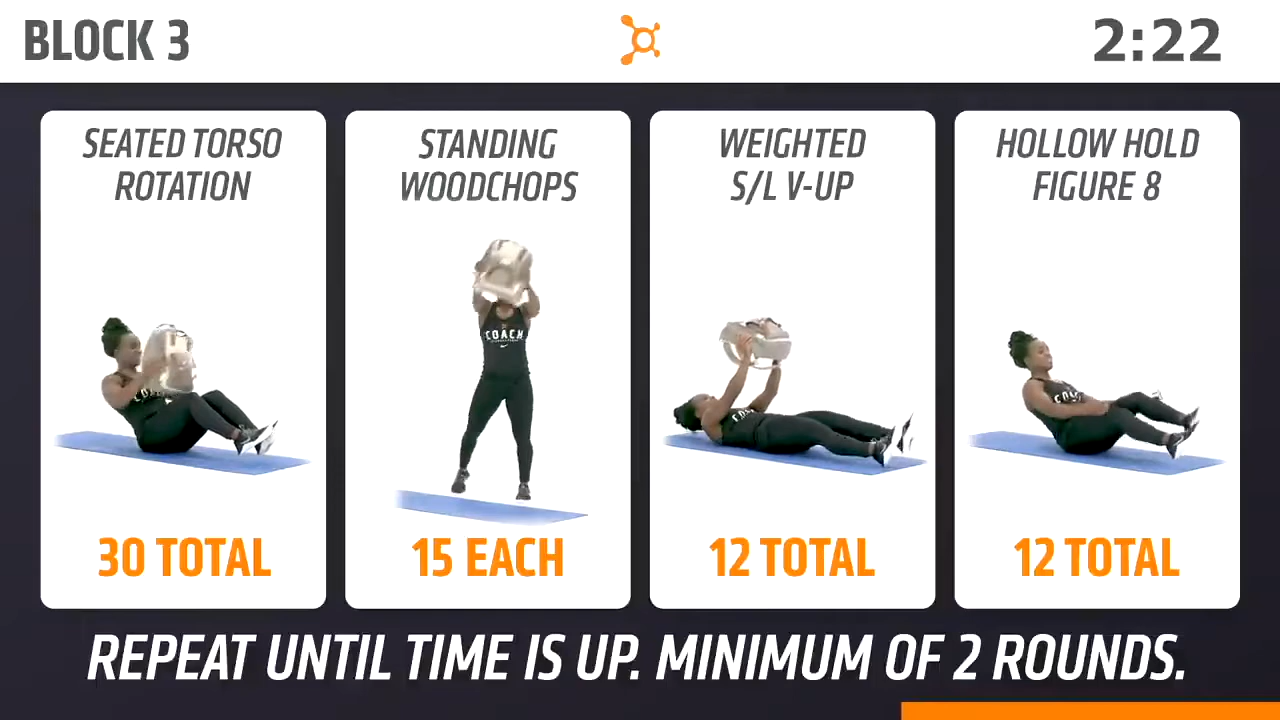 BLOCK 3
2:22
SEATED TORSO
ROTATION
30 TOTAL
STANDING
WOODCHOPS
COACH
15 EACH
WEIGHTED
S/L V-UP
12 TOTAL
HOLLOW HOLD
FIGURE 8
12 TOTAL
REPEAT UNTIL TIME IS UP. MINIMUM OF 2 ROUNDS.